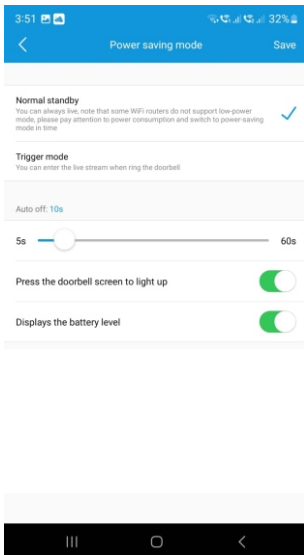 3:51 32%
Power saving mode Save
Normal standby
You can always live, note that some WiFi routers do not support low-power
mode, please pay attention to power consumption and switch to power-saving
mode in time
Trigger mode
You can enter the live stream when ring the doorbell
Auto off: 10s
5s 60s
Press the doorbell screen to light up
Displays the battery level